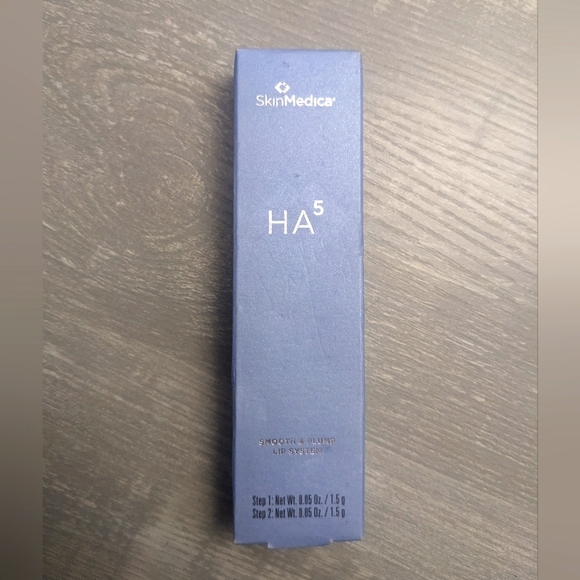 SkinMedica®
HA⁵
SMOOTH & PLUMP
LIP SYSTEM
Step 1: Net Wt. 0.05 Oz. / 1.5 g
Step 2: Net Wt. 0.05 Oz. / 1.5 g